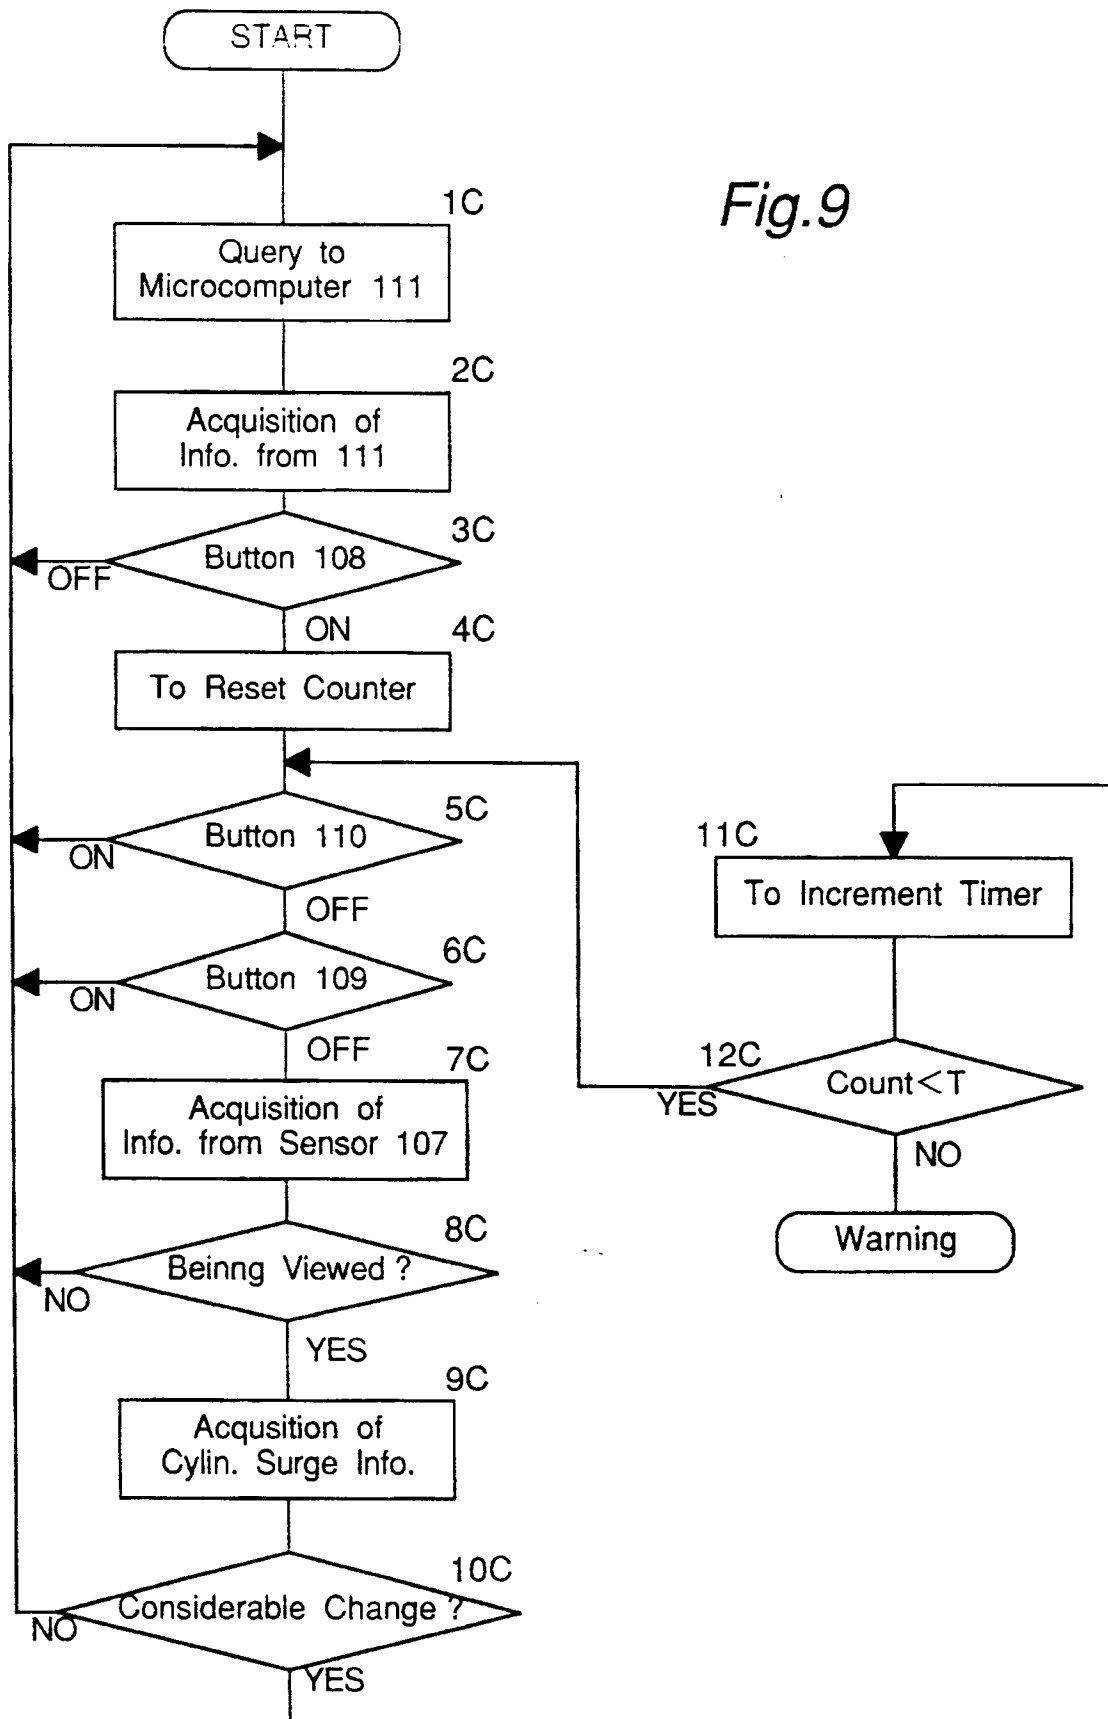 START
Fig.9
1C
Query to
Microcomputer 111
2C
Acquisition of
Info. from 111
3C
Button 108
OFF
ON
4C
To Reset Counter
5C
Button 110
ON
OFF
6C
Button 109
ON
OFF
7C
Acquisition of
Info. from Sensor 107
8C
Beinng Viewed ?
NO
YES
9C
Acqusition of
Cylin. Surge Info.
10C
Considerable Change ?
NO
YES
11C
To Increment Timer
12C
Count<T
YES
NO
Warning